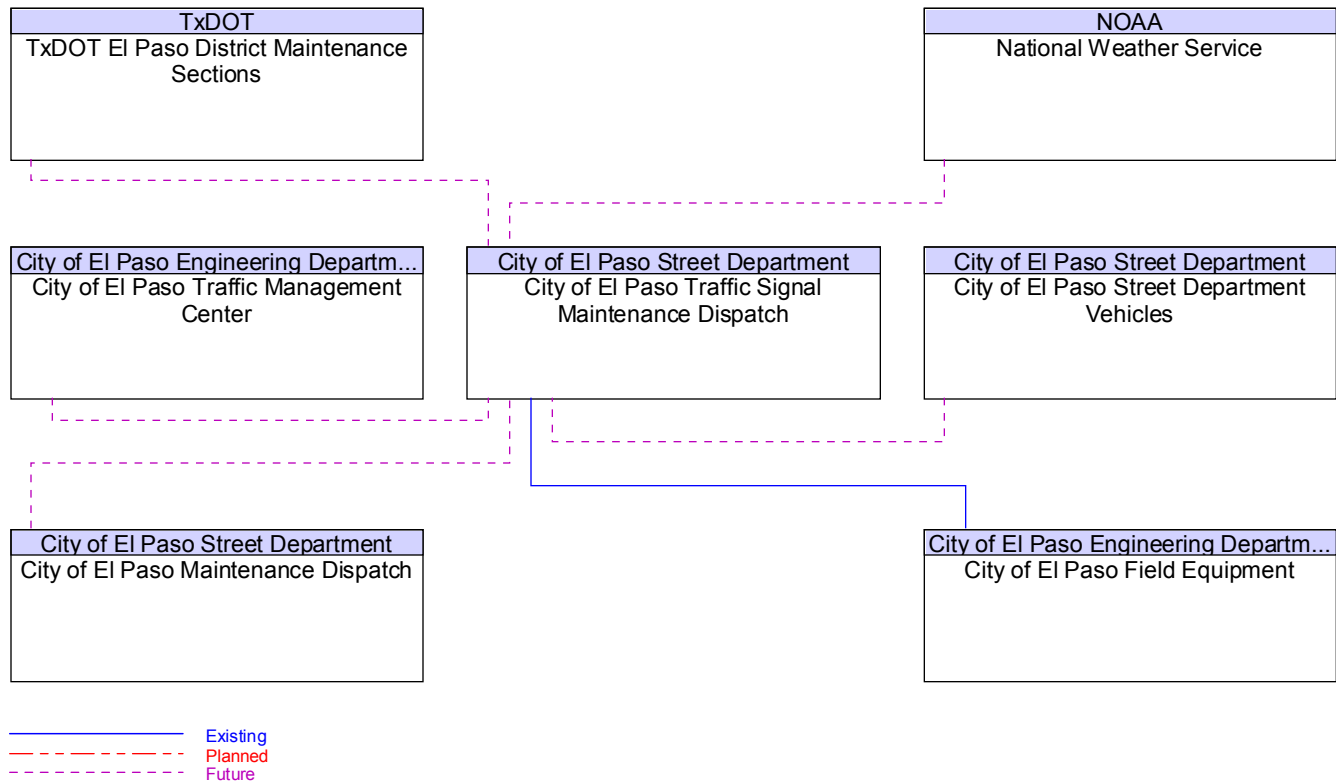 TxDOT
TxDOT El Paso District Maintenance
Sections
NOAA
National Weather Service
City of El Paso Engineering Departm...
City of El Paso Traffic Management
Center
City of El Paso Street Department
City of El Paso Traffic Signal
Maintenance Dispatch
City of El Paso Street Department
City of El Paso Street Department
Vehicles
City of El Paso Street Department
City of El Paso Maintenance Dispatch
City of El Paso Engineering Departm...
City of El Paso Field Equipment
Existing
Planned
Future